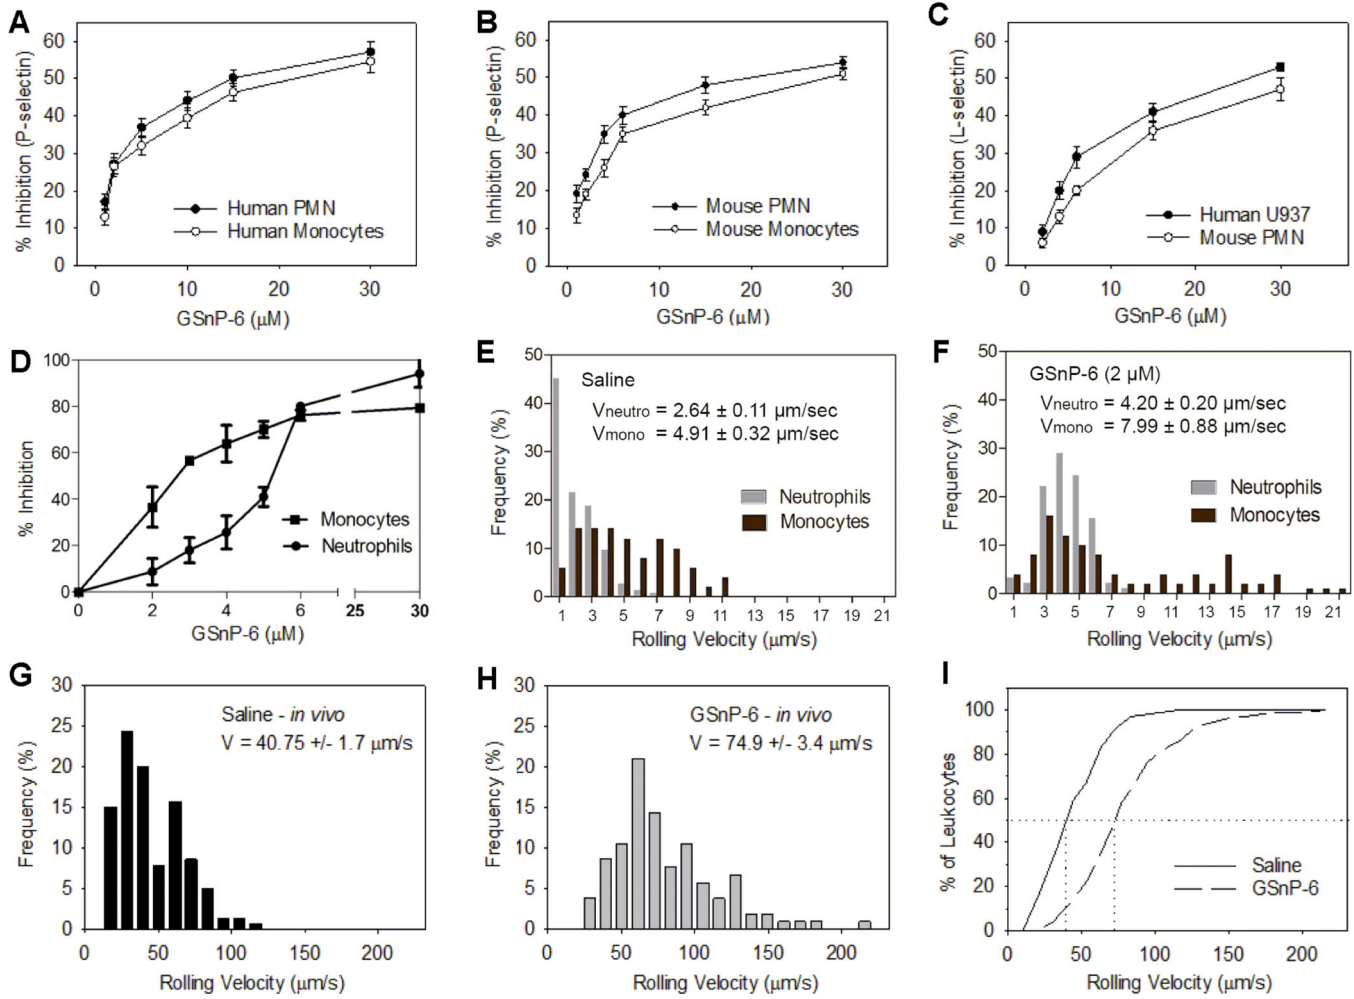 A
60
50
40
30
20
10
0
% Inhibition (P-selectin)
Human PMN
Human Monocytes
0 10 20 30
GSnP-6 (µM)
B
60
50
40
30
20
10
0
% Inhibition (P-selectin)
Mouse PMN
Mouse Monocytes
0 10 20 30
GSnP-6 (µM)
C
60
50
40
30
20
10
0
% Inhibition (L-selectin)
Human U937
Mouse PMN
0 10 20 30
GSnP-6 (µM)
D
100
80
60
40
20
0
% Inhibition
Monocytes
Neutrophils
0 2 4 6 25 30
GSnP-6 (µM)
E
50
40
30
20
10
0
Frequency (%)
Saline
Vneutro = 2.64 ± 0.11 µm/sec
Vmono = 4.91 ± 0.32 µm/sec
Neutrophils
Monocytes
1 3 5 7 9 11 13 15 17 19 21
Rolling Velocity (µm/s)
F
50
40
30
20
10
0
Frequency (%)
GSnP-6 (2 µM)
Vneutro = 4.20 ± 0.20 µm/sec
Vmono = 7.99 ± 0.88 µm/sec
Neutrophils
Monocytes
1 3 5 7 9 11 13 15 17 19 21
Rolling Velocity (µm/s)
G
30
25
20
15
10
5
0
Frequency (%)
Saline - in vivo
V = 40.75 +/- 1.7 µm/s
0 50 100 150 200
Rolling Velocity (µm/s)
H
30
25
20
15
10
5
0
Frequency (%)
GSnP-6 - in vivo
V = 74.9 +/- 3.4 µm/s
0 50 100 150 200
Rolling Velocity (µm/s)
I
100
80
60
40
20
0
% of Leukocytes
Saline
GSnP-6
0 50 100 150 200
Rolling Velocity (µm/s)